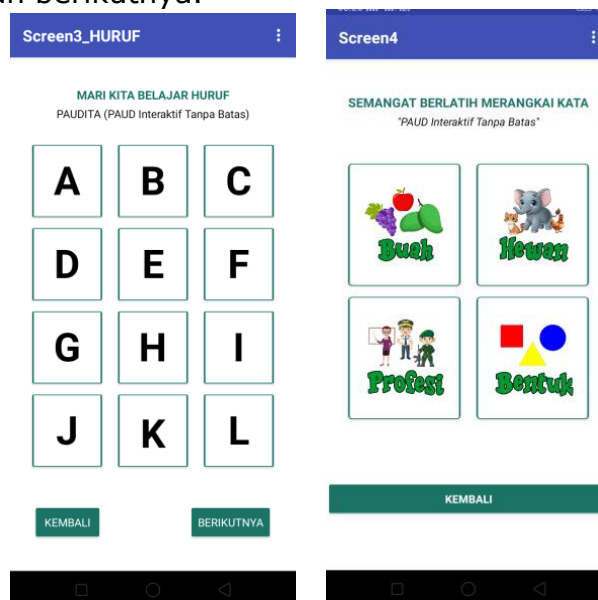 berikutnya.
Screen3_HURUF
MARI KITA BELAJAR HURUF
PAUDITA (PAUD Interaktif Tanpa Batas)
A B C
D E F
G H I
J K L
KEMBALI BERIKUTNYA
Screen4
SEMANGAT BERLATIH MERANGKAI KATA
"PAUD Interaktif Tanpa Batas"
Buah Hewan
Profesi Bentuk
KEMBALI